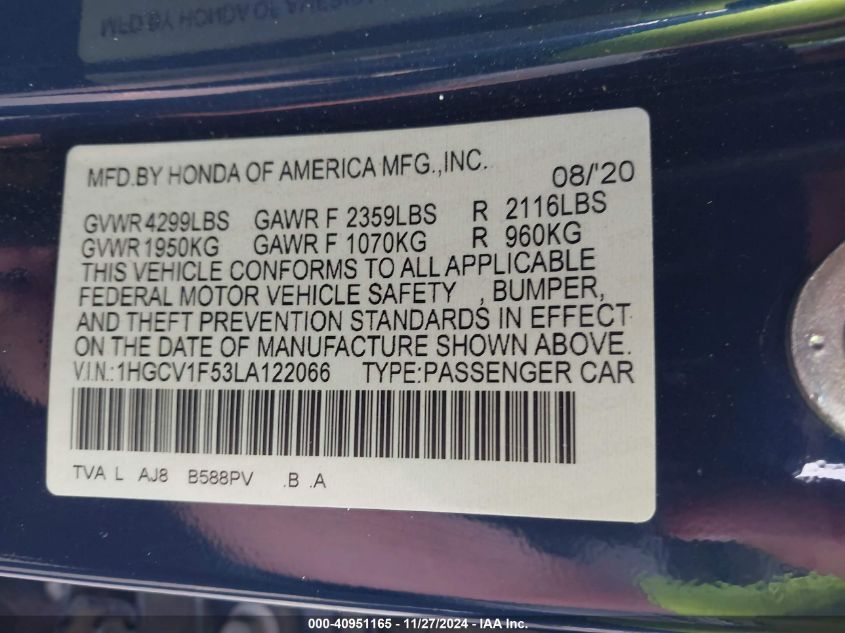 MFD.BY HONDA OF AMERICA MFG.,INC. 08/'20
GVWR 4299LBS GAWR F 2359LBS R 2116LBS
GVWR 1950KG GAWR F 1070KG R 960KG
THIS VEHICLE CONFORMS TO ALL APPLICABLE
FEDERAL MOTOR VEHICLE SAFETY , BUMPER,
AND THEFT PREVENTION STANDARDS IN EFFECT
ON THE DATE OF MANUFACTURE SHOWN ABOVE.
V.I.N.:1HGCV1F53LA122066 TYPE:PASSENGER CAR
TVA L AJ8 B588PV .B .A
000-40951165 - 11/27/2024 - IAA Inc.